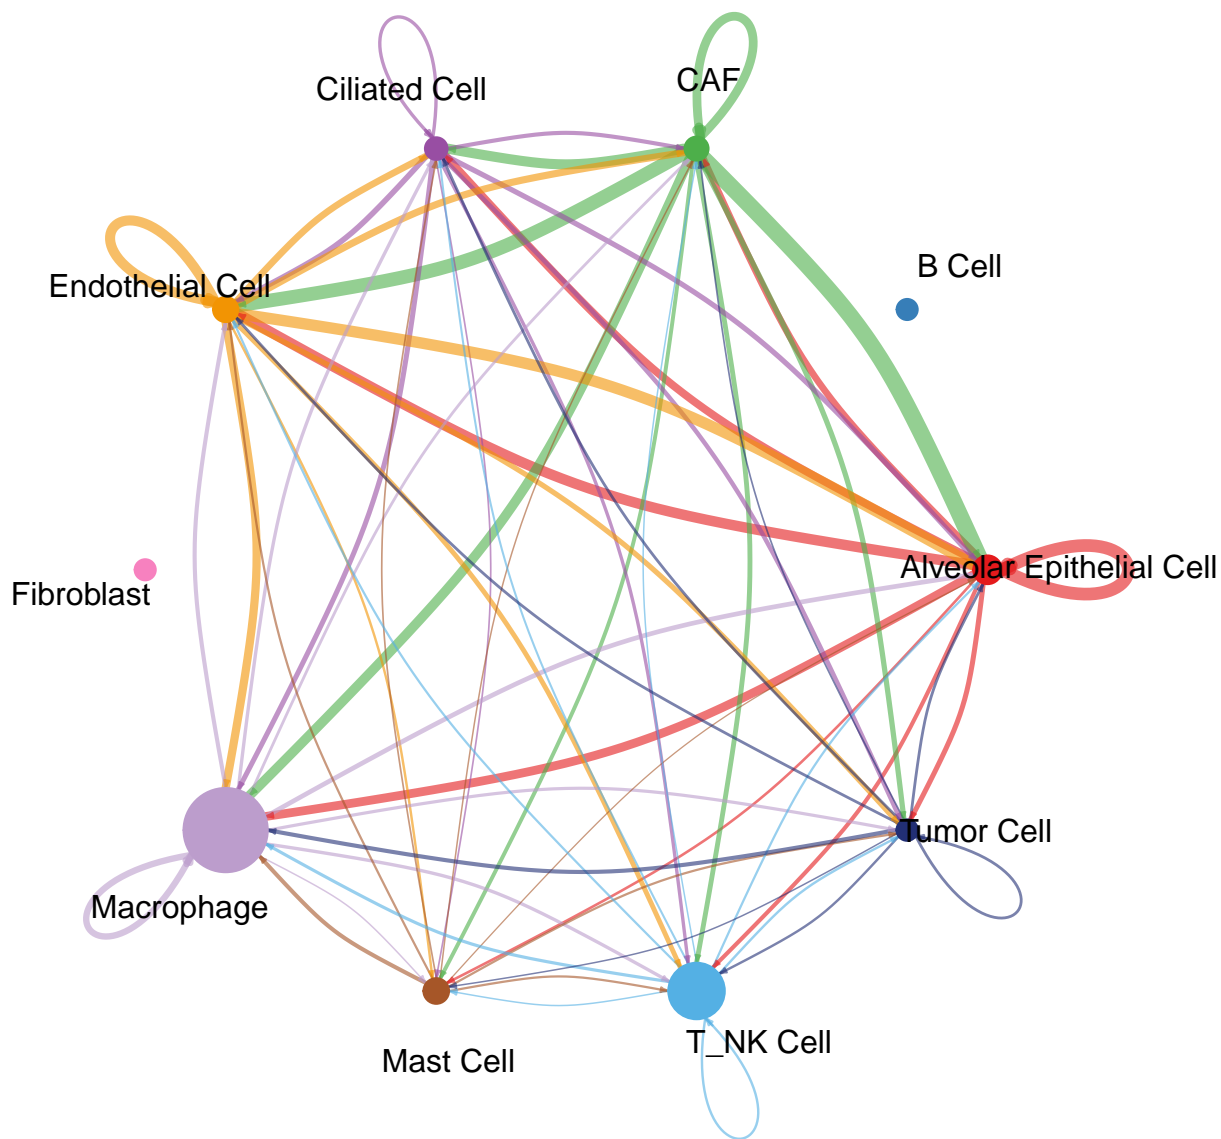 CAF
Ciliated Cell
B Cell
Endothelial Cell
Alveolar Epithelial Cell
Fibroblast
Tumor Cell
Macrophage
T_NK Cell
Mast Cell